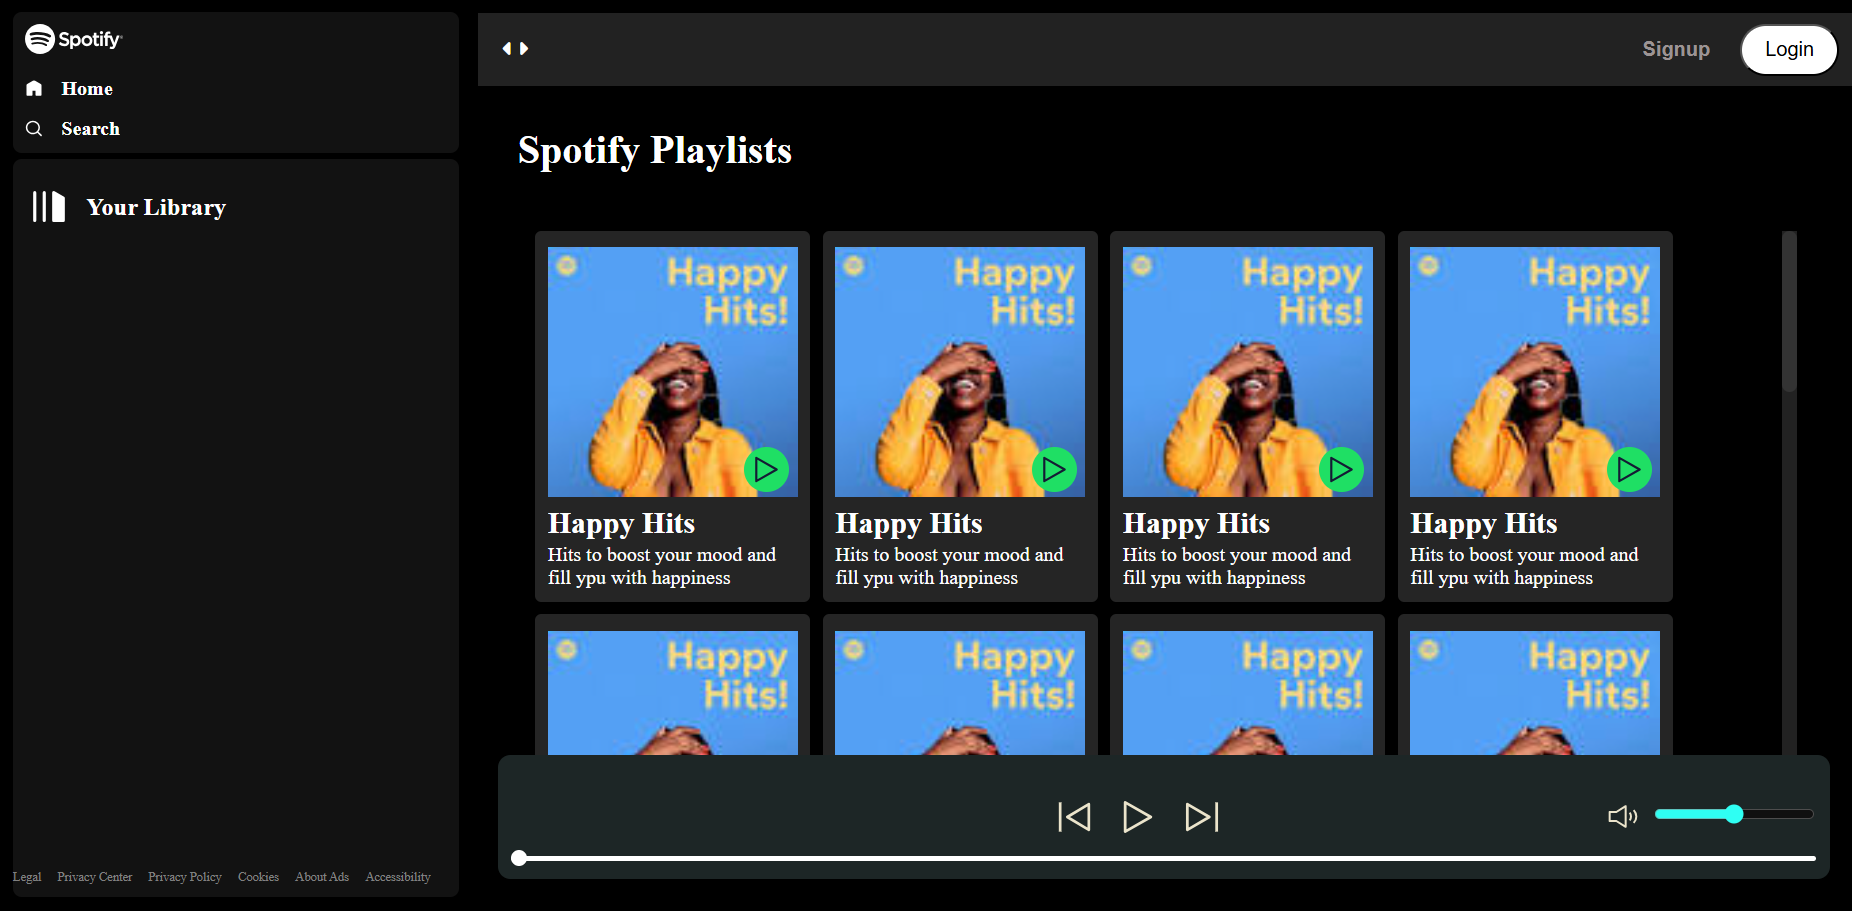 Spotify
Home
Search
Your Library
Legal Privacy Center Privacy Policy Cookies About Ads Accessibility
Signup Login
Spotify Playlists
Happy
Hits!
Happy Hits
Hits to boost your mood and
fill ypu with happiness
Happy
Hits!
Happy Hits
Hits to boost your mood and
fill ypu with happiness
Happy
Hits!
Happy Hits
Hits to boost your mood and
fill ypu with happiness
Happy
Hits!
Happy Hits
Hits to boost your mood and
fill ypu with happiness
Happy
Hits!
Happy
Hits!
Happy
Hits!
Happy
Hits!